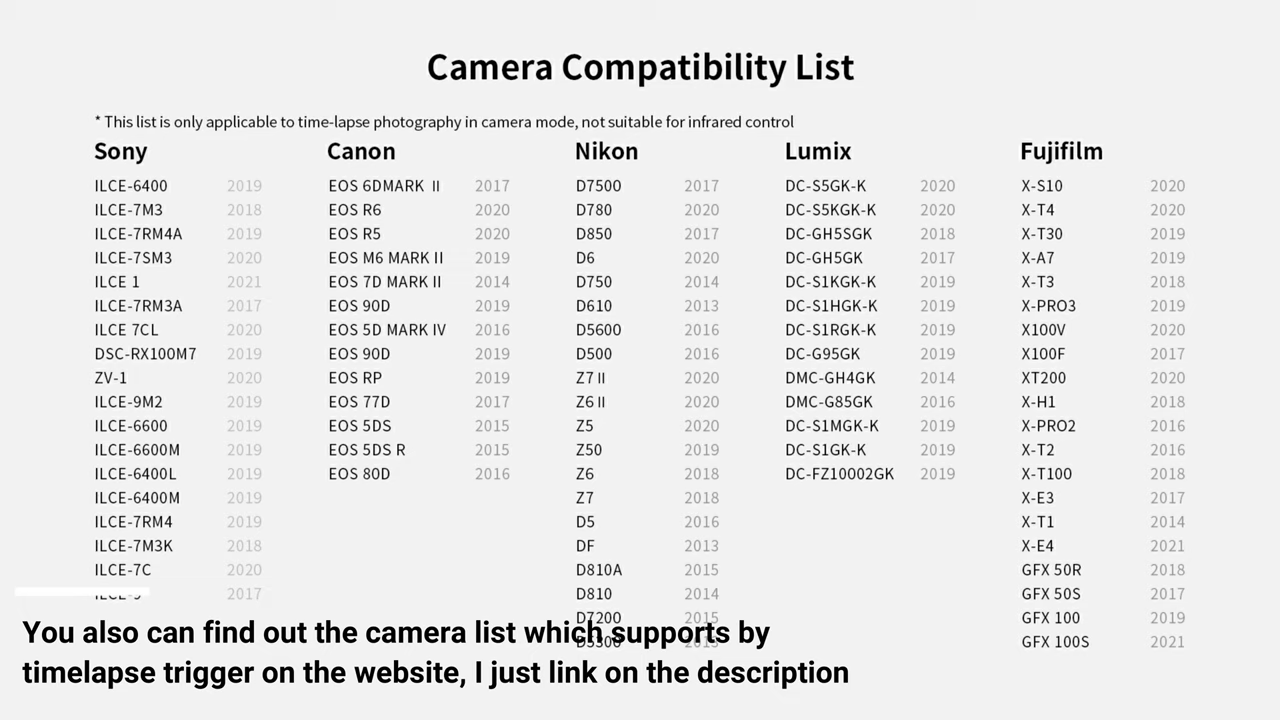 Camera Compatibility List
* This list is only applicable to time-lapse photography in camera mode, not suitable for infrared control
Sony
ILCE-6400 2019
ILCE-7M3 2018
ILCE-7RM4A 2019
ILCE-7SM3 2020
ILCE 1 2021
ILCE-7RM3A 2017
ILCE 7CL 2020
DSC-RX100M7 2019
ZV-1 2020
ILCE-9M2 2019
ILCE-6600 2019
ILCE-6600M 2019
ILCE-6400L 2019
ILCE-6400M 2019
ILCE-7RM4 2019
ILCE-7M3K 2018
ILCE-7C 2020
ILCE-9 2017
Canon
EOS 6DMARK II 2017
EOS R6 2020
EOS R5 2020
EOS M6 MARK II 2019
EOS 7D MARK II 2014
EOS 90D 2019
EOS 5D MARK IV 2016
EOS 90D 2019
EOS RP 2019
EOS 77D 2017
EOS 5DS 2015
EOS 5DS R 2015
EOS 80D 2016
Nikon
D7500 2017
D780 2020
D850 2017
D6 2020
D750 2014
D610 2013
D5600 2016
D500 2016
Z7 II 2020
Z6 II 2020
Z5 2020
Z50 2019
Z6 2018
Z7 2018
D5 2016
DF 2013
D810A 2015
D810 2014
D7200 2015
D5300 2013
Lumix
DC-S5GK-K 2020
DC-S5KGK-K 2020
DC-GH5SGK 2018
DC-GH5GK 2017
DC-S1KGK-K 2019
DC-S1HGK-K 2019
DC-S1RGK-K 2019
DC-G95GK 2019
DMC-GH4GK 2014
DMC-G85GK 2016
DC-S1MGK-K 2019
DC-S1GK-K 2019
DC-FZ10002GK 2019
Fujifilm
X-S10 2020
X-T4 2020
X-T30 2019
X-A7 2019
X-T3 2018
X-PRO3 2019
X100V 2020
X100F 2017
XT200 2020
X-H1 2018
X-PRO2 2016
X-T2 2016
X-T100 2018
X-E3 2017
X-T1 2014
X-E4 2021
GFX 50R 2018
GFX 50S 2017
GFX 100 2019
GFX 100S 2021
You also can find out the camera list which supports by
timelapse trigger on the website, I just link on the description